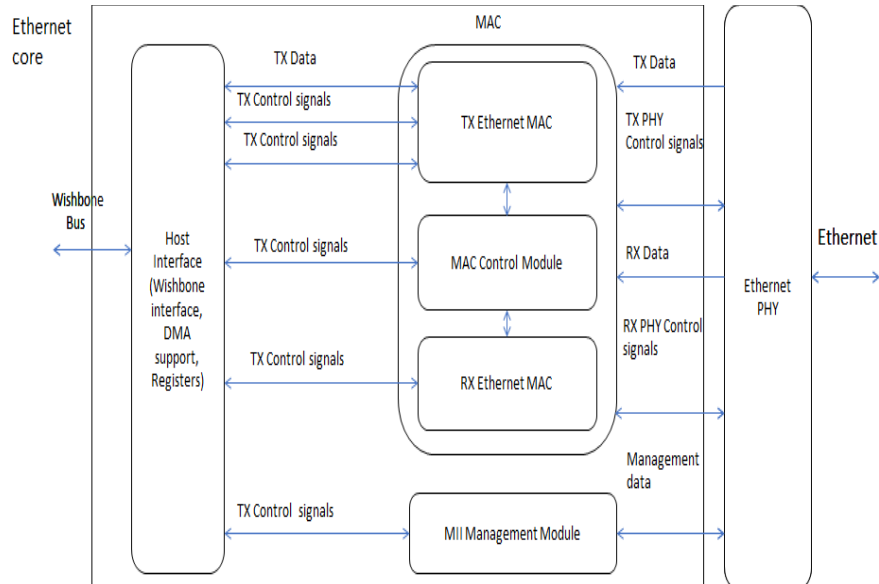 Ethernet
core
MAC
TX Data
TX Control signals
TX Control signals
TX Ethernet MAC
TX Data
TX PHY
Control signals
Wishbone
Bus
Host
Interface
(Wishbone
interface,
DMA
support,
Registers)
TX Control signals
MAC Control Module
RX Data
Ethernet
PHY
Ethernet
TX Control signals
RX Ethernet MAC
RX PHY Control
signals
Management
data
TX Control signals
MII Management Module